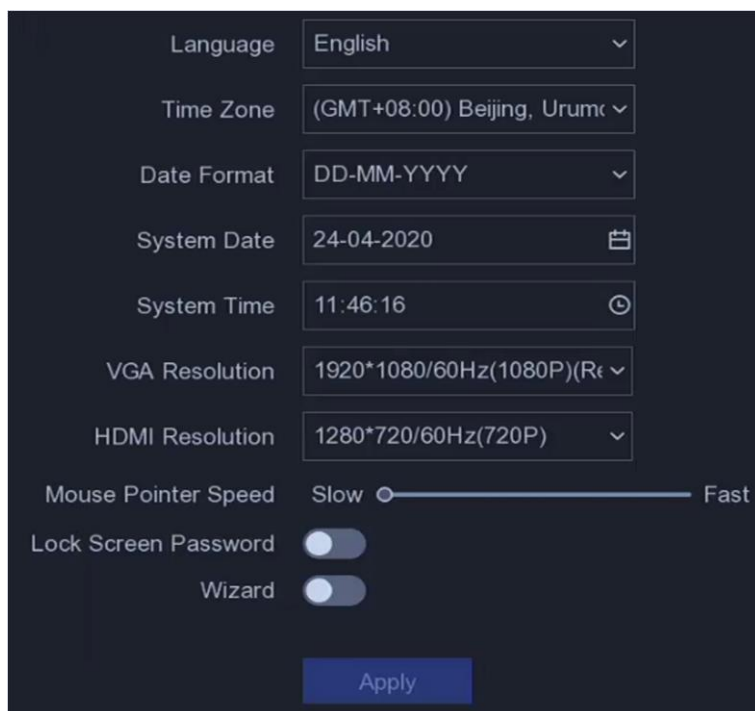 Language English
Time Zone (GMT+08:00) Beijing,
Date Format DD-MM-YYYY
System Date 24-04-2020
System Time 11:46:16
VGA Resolution 1920*1080/60Hz(1080P)
HDMI Resolution 1280*720/60Hz(720P)
Mouse Pointer Speed Slow Fast
Lock Screen Password
Wizard
Apply